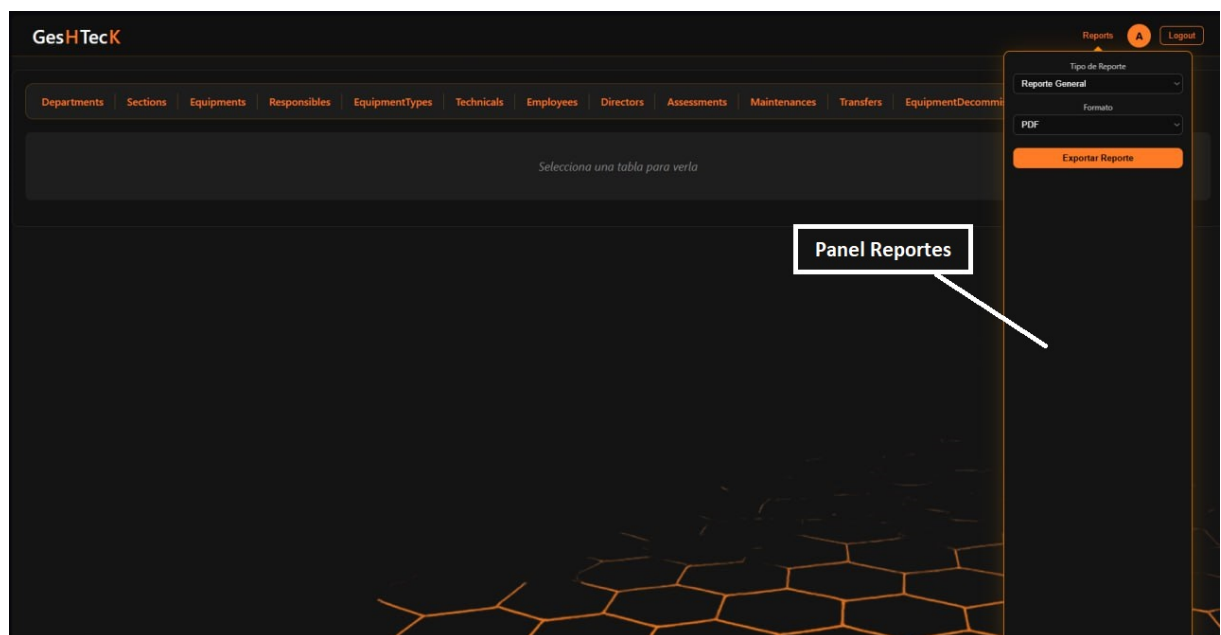 GesHTecK
Reports A Logout
Tipo de Reporte
Reporte General
Formato
PDF
Exportar Reporte
Departments Sections Equipments Responsibles EquipmentTypes Technicals Employees Directors Assessments Maintenances Transfers EquipmentDecommi
Selecciona una tabla para verla
Panel Reportes